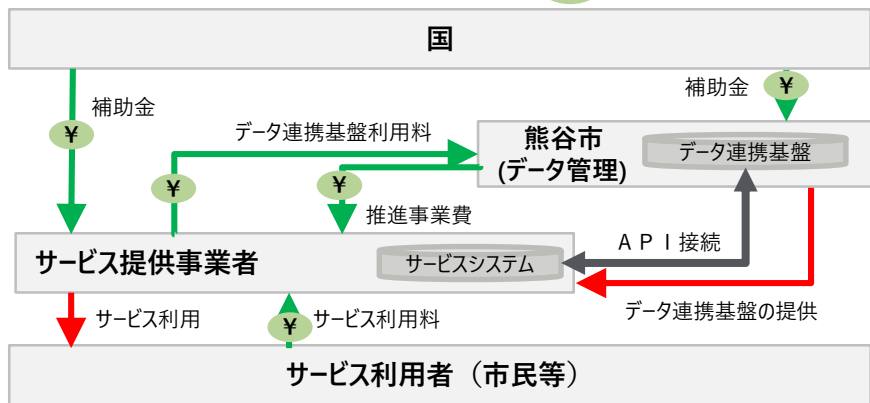 国
補助金
¥
補助金
¥
データ連携基盤利用料
¥
熊谷市
(データ管理)
データ連携基盤
¥
推進事業費
サービス提供事業者
サービスシステム
ＡＰＩ接続
データ連携基盤の提供
サービス利用
¥
サービス利用料
サービス利用者（市民等）